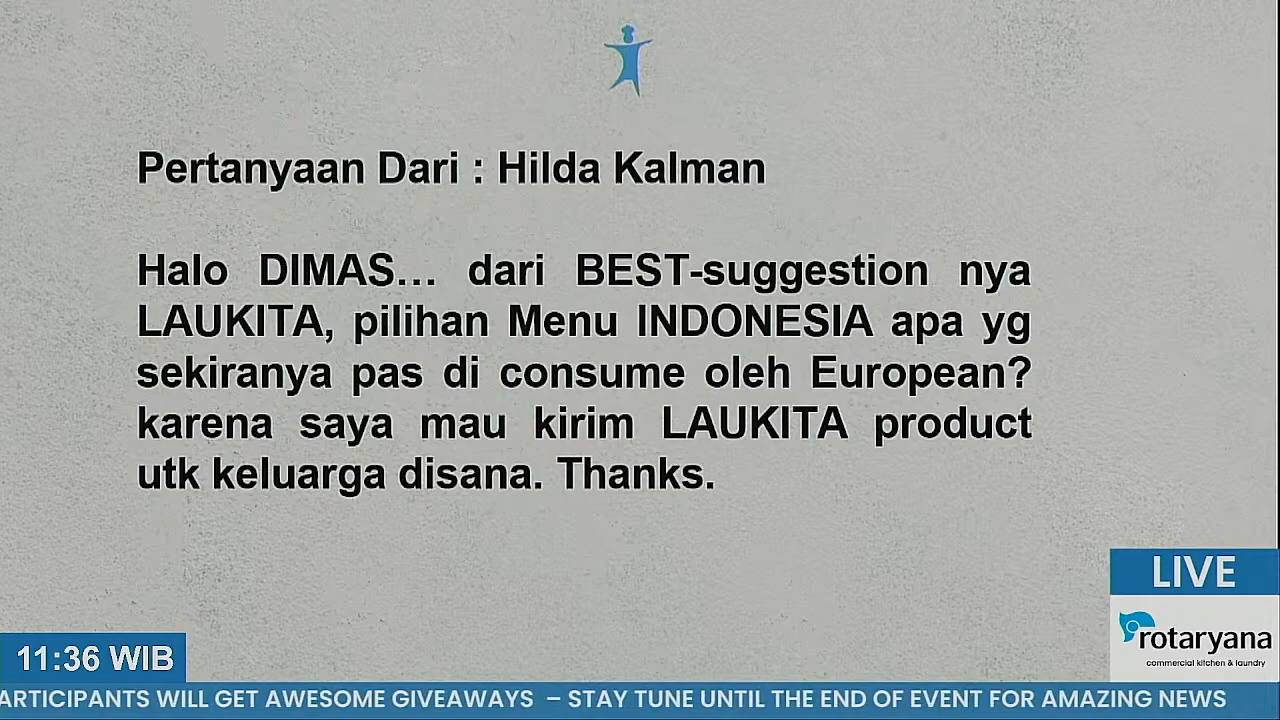 Pertanyaan Dari : Hilda Kalman
Halo DIMAS... dari BEST-suggestion nya
LAUKITA, pilihan Menu INDONESIA apa yg
sekiranya pas di consume oleh European?
karena saya mau kirim LAUKITA product
utk keluarga disana. Thanks.
LIVE
rotaryana
commercial kitchen & laundry
11:36 WIB
ARTICIPANTS WILL GET AWESOME GIVEAWAYS – STAY TUNE UNTIL THE END OF EVENT FOR AMAZING NEWS